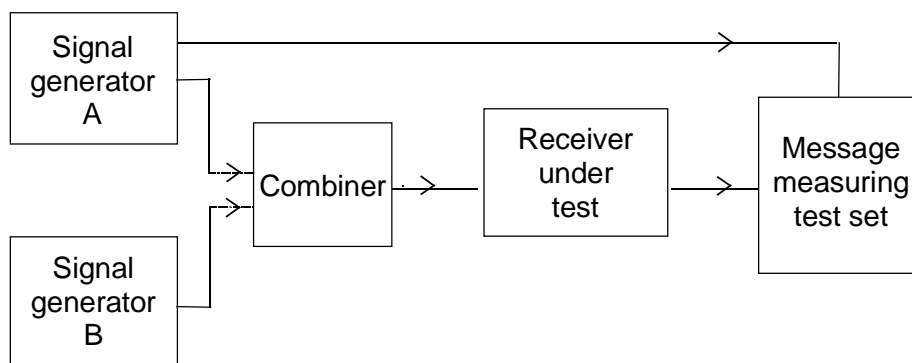 Signal
generator
A
Combiner
Receiver
under
test
Message
measuring
test set
Signal
generator
B